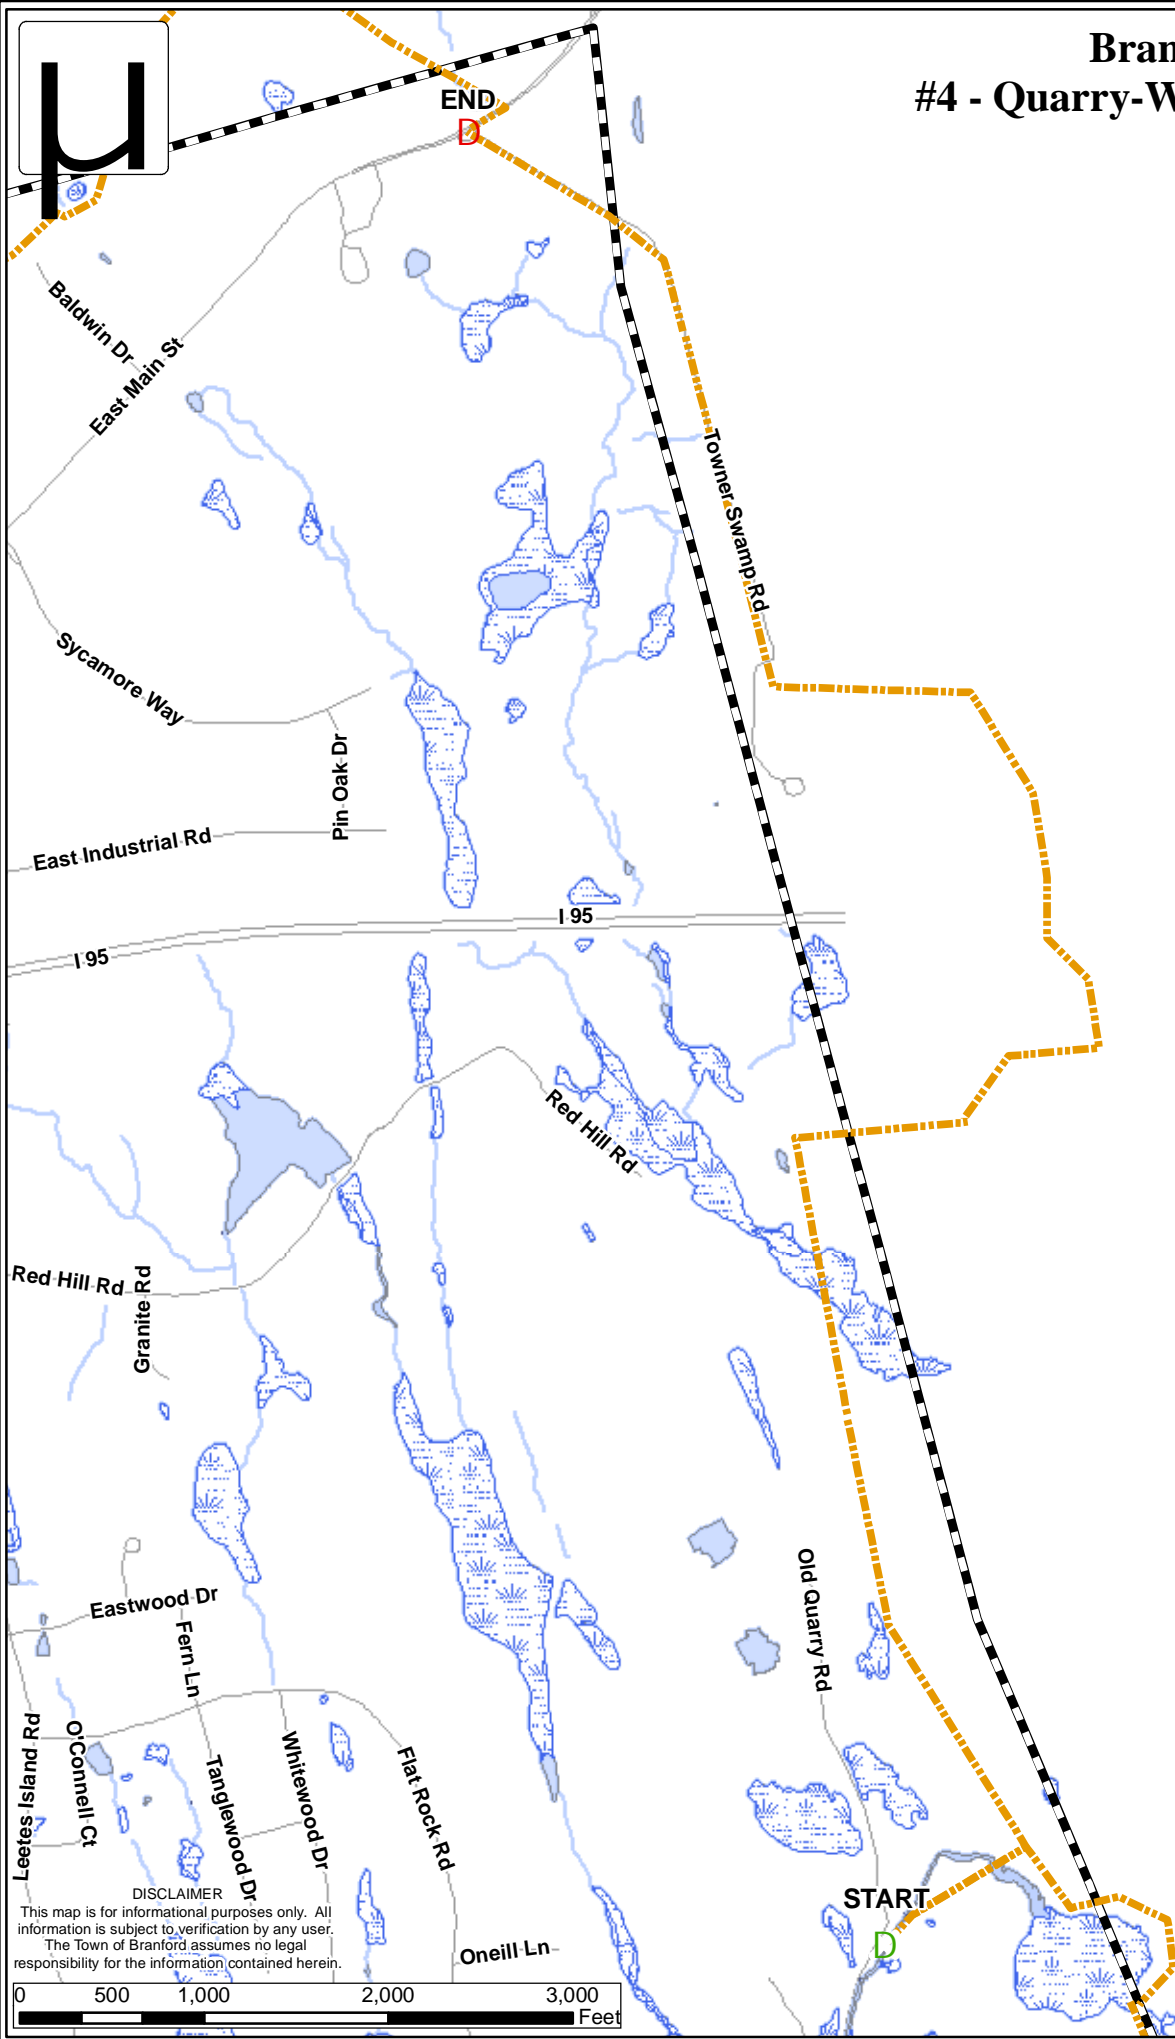 Bran
#4 - Quarry-W
µ
END
D
Baldwin Dr
East Main St
Towner Swamp Rd
Sycamore Way
Pin Oak Dr
East Industrial Rd
I 95
I 95
Red Hill Rd
Red Hill Rd
Granite Rd
Old Quarry Rd
Eastwood Dr
Fern Ln
Leetes Island Rd
O'Connell Ct
Tanglewood Dr
Whitewood Dr
Flat Rock Rd
START
D
Oneill Ln
DISCLAIMER
This map is for informational purposes only. All
information is subject to verification by any user.
The Town of Branford assumes no legal
responsibility for the information contained herein.
0 500 1,000 2,000 3,000
Feet